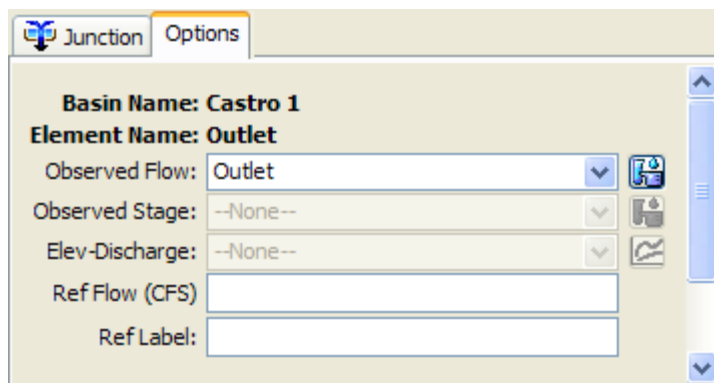 Junction Options
Basin Name: Castro 1
Element Name: Outlet
Observed Flow: Outlet
Observed Stage: --None--
Elev-Discharge: --None--
Ref Flow (CFS)
Ref Label: